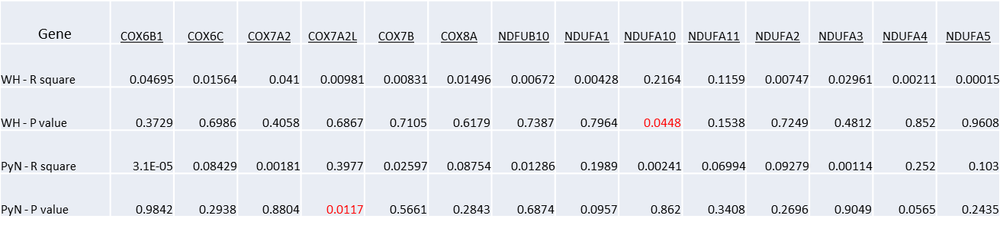 Gene COX6B1 COX6C COX7A2 COX7A2L COX7B COX8A NDFUB10 NDUFA1 NDUFA10 NDUFA11 NDUFA2 NDUFA3 NDUFA4 NDUFA5
WH - R square 0.04695 0.01564 0.041 0.00981 0.00831 0.01496 0.00672 0.00428 0.2164 0.1159 0.00747 0.02961 0.00211 0.00015
WH - P value 0.3729 0.6986 0.4058 0.6867 0.7105 0.6179 0.7387 0.7964 0.0448 0.1538 0.7249 0.4812 0.852 0.9608
PyN - R square 3.1E-05 0.08429 0.00181 0.3977 0.02597 0.08754 0.01286 0.1989 0.00241 0.06994 0.09279 0.00114 0.252 0.103
PyN - P value 0.9842 0.2938 0.8804 0.0117 0.5661 0.2843 0.6874 0.0957 0.862 0.3408 0.2696 0.9049 0.0565 0.2435